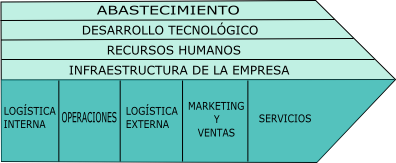 ABASTECIMIENTO
DESARROLLO TECNOLÓGICO
RECURSOS HUMANOS
INFRAESTRUCTURA DE LA EMPRESA
LOGÍSTICA
INTERNA
OPERACIONES
LOGÍSTICA
EXTERNA
MARKETING
Y
VENTAS
SERVICIOS